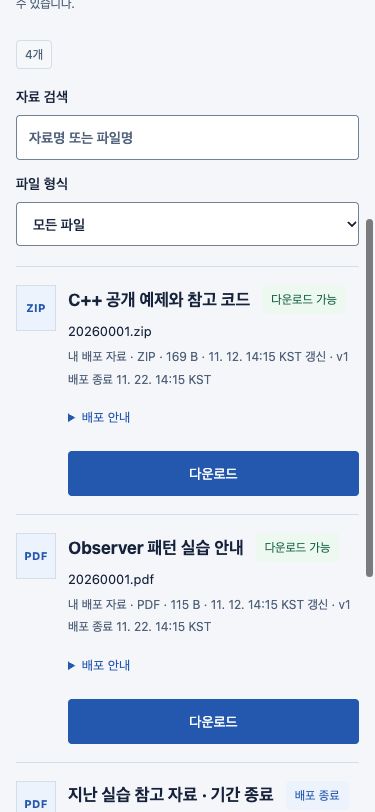 수 있습니다.
4개
자료 검색
자료명 또는 파일명
파일 형식
모든 파일
ZIP
C++ 공개 예제와 참고 코드 다운로드 가능
20260001.zip
내 배포 자료 · ZIP · 169 B · 11. 12. 14:15 KST 갱신 · v1
배포 종료 11. 22. 14:15 KST
▶ 배포 안내
다운로드
PDF
Observer 패턴 실습 안내 다운로드 가능
20260001.pdf
내 배포 자료 · PDF · 115 B · 11. 12. 14:15 KST 갱신 · v1
배포 종료 11. 22. 14:15 KST
▶ 배포 안내
다운로드
PDF
지난 실습 참고 자료 · 기간 종료 배포 종료